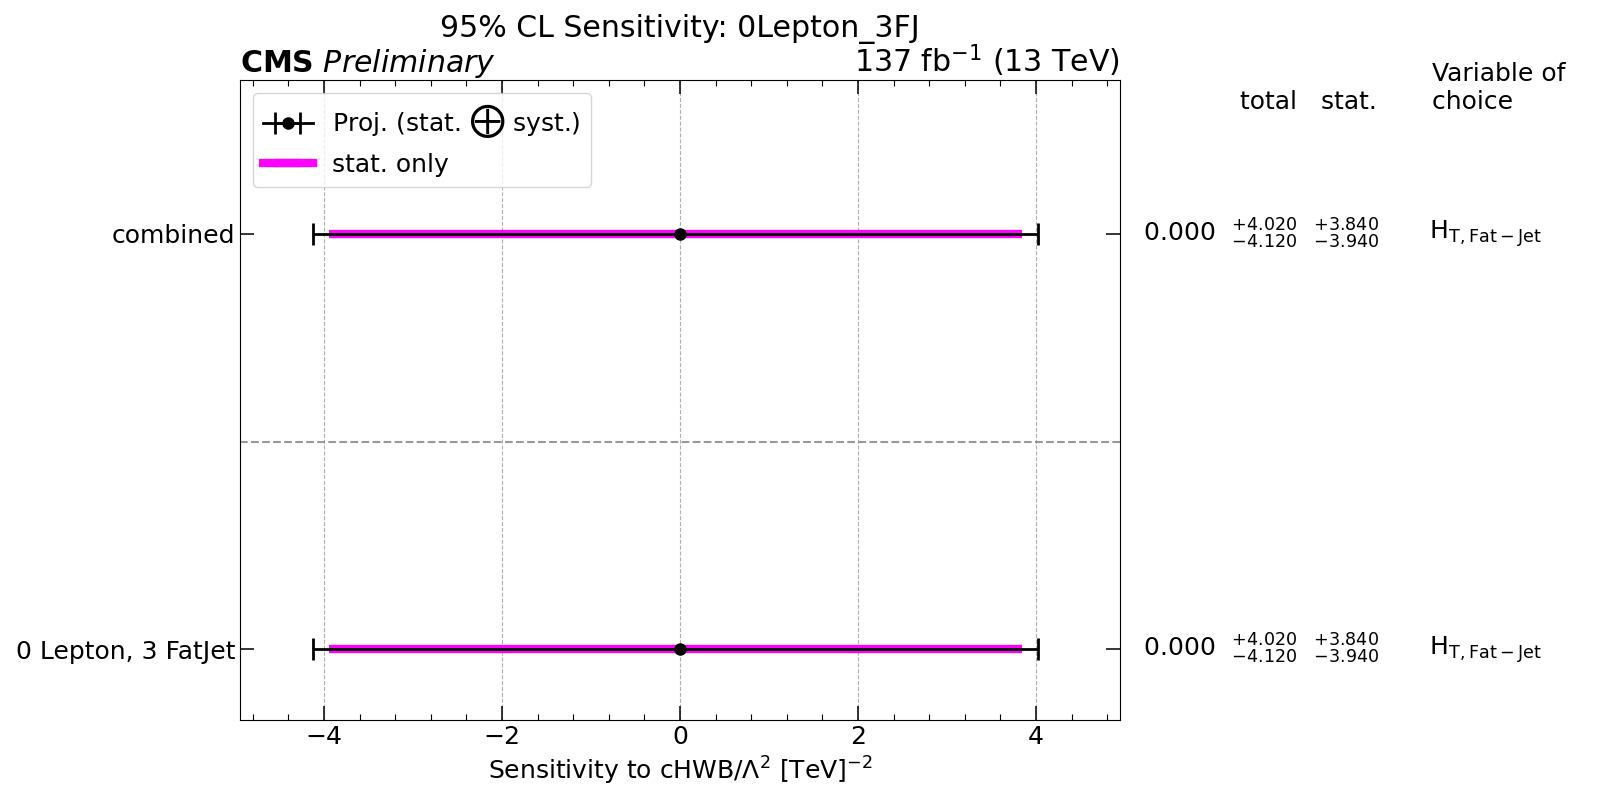 95% CL Sensitivity: 0Lepton_3FJ
CMS Preliminary 137 fb⁻¹ (13 TeV)
total stat. Variable of
choice
Proj. (stat. ⨁ syst.)
stat. only
combined 0.000 +4.020 −4.120 +3.840 −3.940 H_{T, Fat−Jet}
0 Lepton, 3 FatJet 0.000 +4.020 −4.120 +3.840 −3.940 H_{T, Fat−Jet}
−4 −2 0 2 4
Sensitivity to cHWB/Λ² [TeV]⁻²